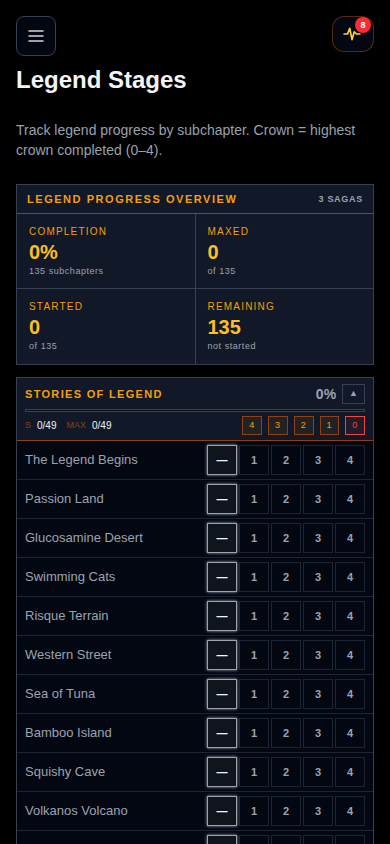 8
Legend Stages
Track legend progress by subchapter. Crown = highest
crown completed (0–4).
LEGEND PROGRESS OVERVIEW 3 SAGAS
COMPLETION MAXED
0% 0
135 subchapters of 135
STARTED REMAINING
0 135
of 135 not started
STORIES OF LEGEND 0% ▲
S 0/49 MAX 0/49 4 3 2 1 0
The Legend Begins — 1 2 3 4
Passion Land — 1 2 3 4
Glucosamine Desert — 1 2 3 4
Swimming Cats — 1 2 3 4
Risque Terrain — 1 2 3 4
Western Street — 1 2 3 4
Sea of Tuna — 1 2 3 4
Bamboo Island — 1 2 3 4
Squishy Cave — 1 2 3 4
Volkanos Volcano — 1 2 3 4